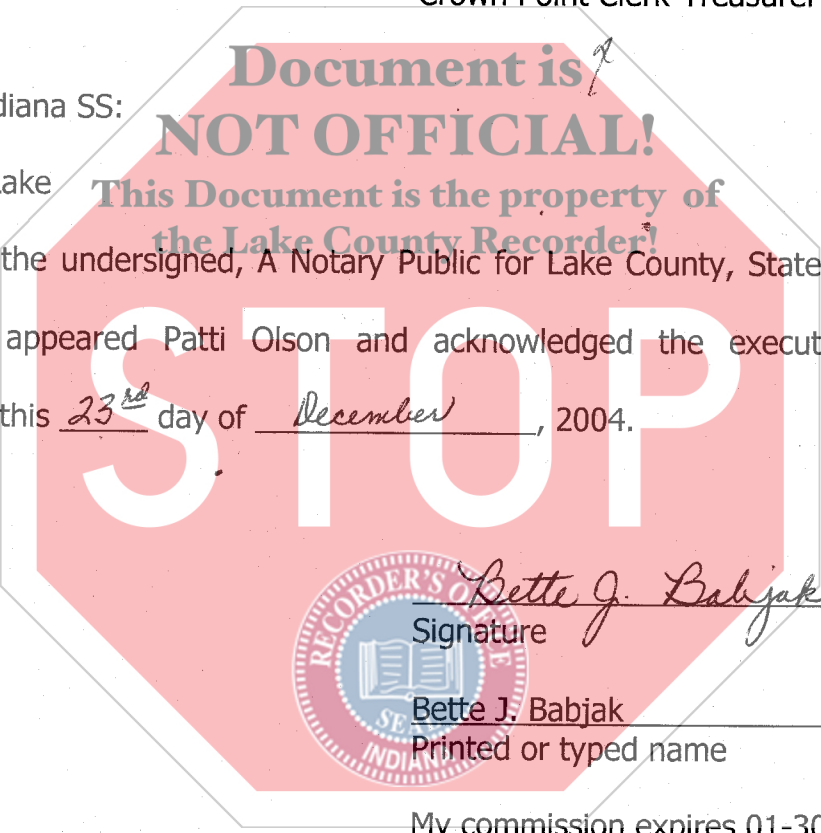 Crown Point Clerk Treasurer
Document is
diana SS:
NOT OFFICIAL!
ake
This Document is the property of
the Lake County Recorder!
the undersigned, A Notary Public for Lake County, State
appeared Patti Olson and acknowledged the execut
this 23rd day of December, 2004.
STOP
Bette J. Babjak
Signature
RECORDER'S OFFICE
SEAL
INDIANA
Bette J. Babjak
Printed or typed name
My commission expires 01-30